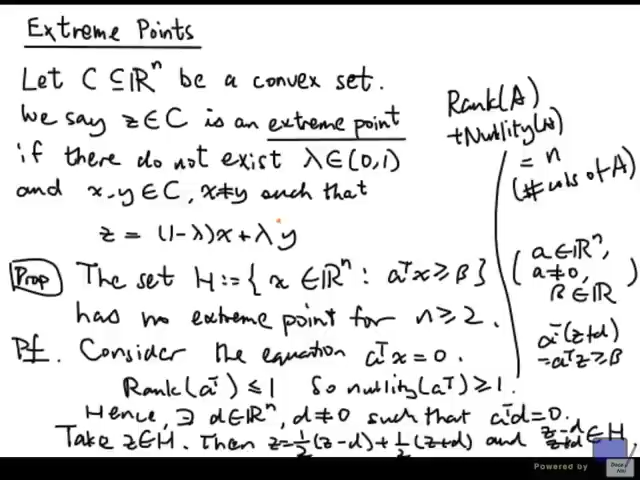 Extreme Points
Let C ⊆ ℝⁿ be a convex set.
We say z∈C is an extreme point
if there do not exist λ∈(0,1)
and x,y∈C, x≠y such that
z = (1-λ)x+λy
Prop The set H:={x∈ℝⁿ: aᵀx≥β}
has no extreme point for n≥2.
Pf. Consider the equation aᵀx=0.
Rank(aᵀ)≤1 So nullity(aᵀ)≥1.
Hence, ∃ d∈ℝⁿ, d≠0 such that aᵀd=0.
Take z∈H. Then z=½(z-d)+½(z+d) and z-d z+d ∈H
Rank(A)
+Nullity(A)
= n
(# cols of A)
(a∈ℝⁿ,
a≠0,
β∈ℝ)
aᵀ(z+d)
=aᵀz≥β
Powered by